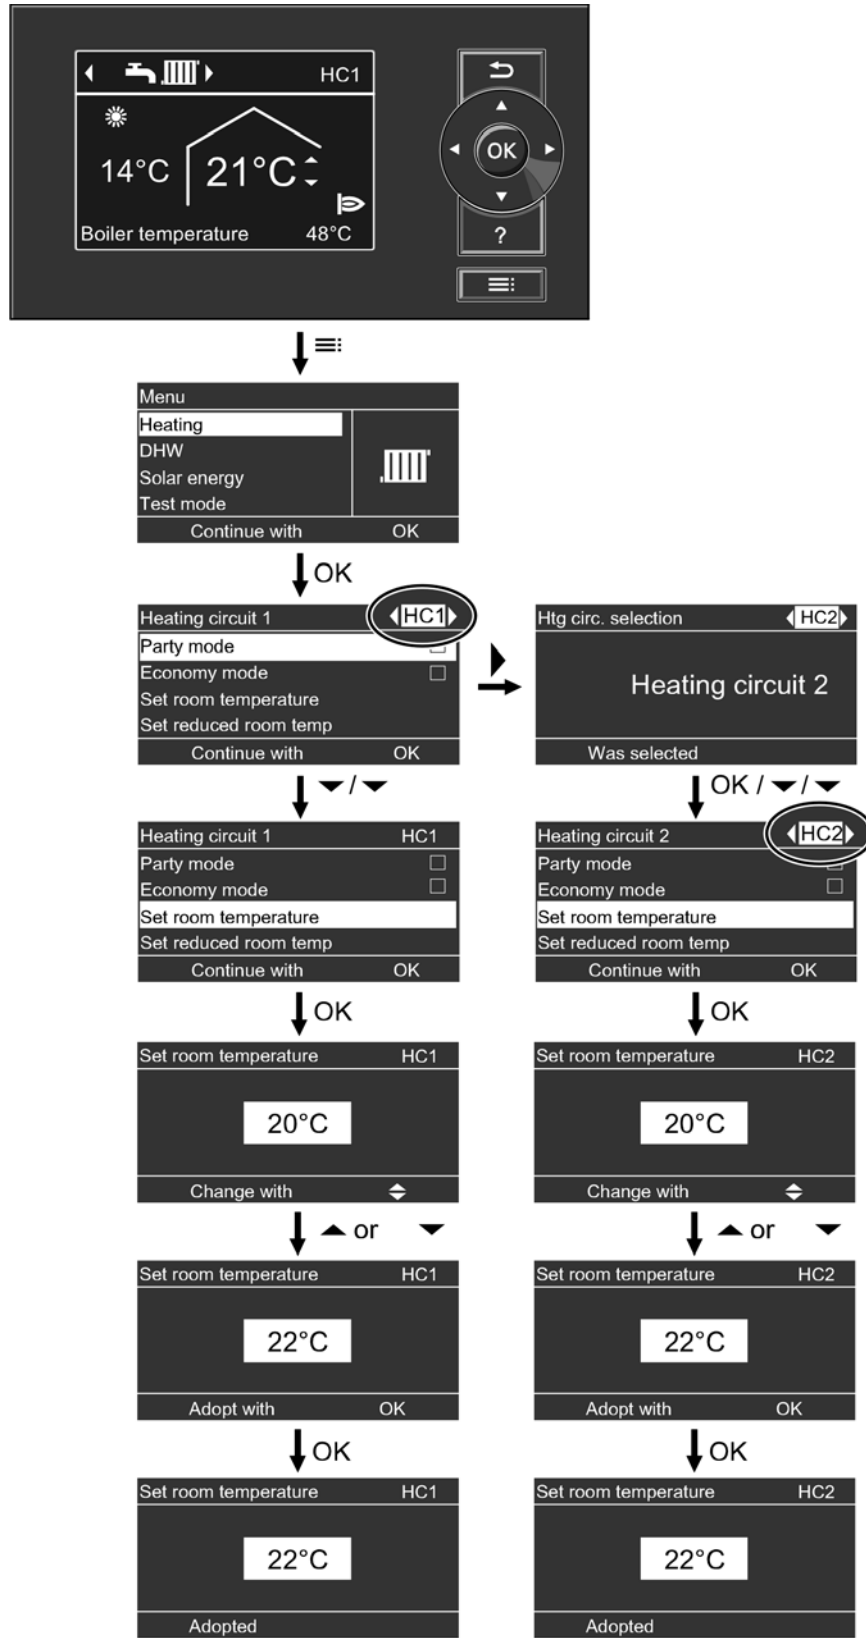 HC1
14°C 21°C
Boiler temperature 48°C
OK
?
Menu
Heating
DHW
Solar energy
Test mode
Continue with OK
OK
Heating circuit 1 HC1
Party mode
Economy mode
Set room temperature
Set reduced room temp
Continue with OK
Htg circ. selection HC2
Heating circuit 2
Was selected
/
OK / /
Heating circuit 1 HC1
Party mode
Economy mode
Set room temperature
Set reduced room temp
Continue with OK
Heating circuit 2 HC2
Party mode
Economy mode
Set room temperature
Set reduced room temp
Continue with OK
OK
OK
Set room temperature HC1
20°C
Change with
Set room temperature HC2
20°C
Change with
or
or
Set room temperature HC1
22°C
Adopt with OK
Set room temperature HC2
22°C
Adopt with OK
OK
OK
Set room temperature HC1
22°C
Adopted
Set room temperature HC2
22°C
Adopted